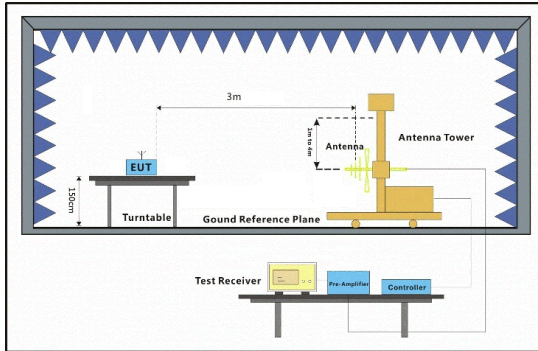 3m
1m to 4m
Antenna
Antenna Tower
EUT
150cm
Turntable
Gound Reference Plane
Test Receiver
Pre-Amplifier
Controller